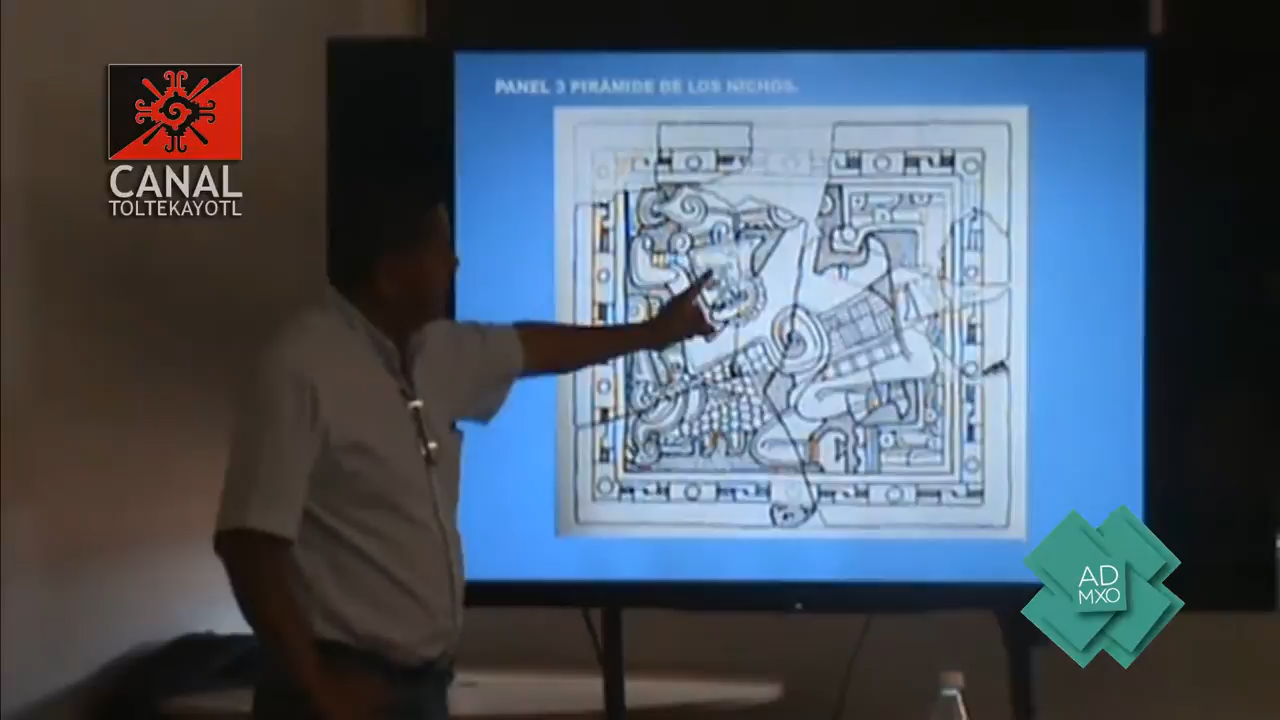 PANEL 3 PIRÁMIDE DE LOS NICHOS.
CANAL
TOLTEKAYOTL
AD
MXO